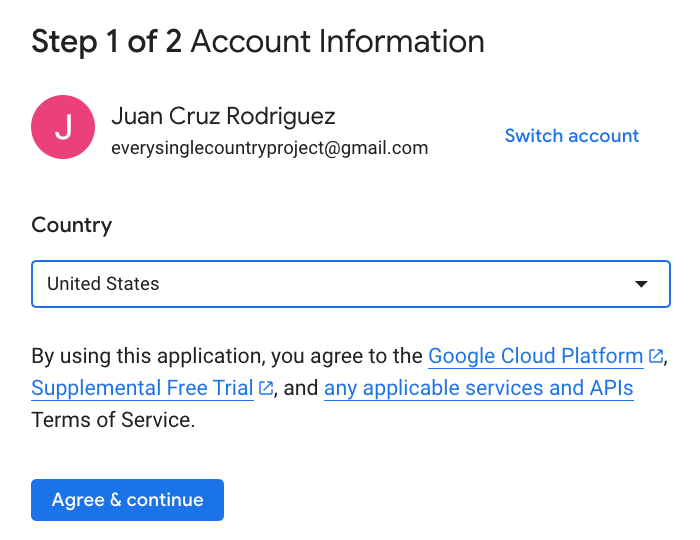 Step 1 of 2 Account Information
J
Juan Cruz Rodriguez
everysinglecountryproject@gmail.com
Switch account
Country
United States
By using this application, you agree to the Google Cloud Platform,
Supplemental Free Trial, and any applicable services and APIs
Terms of Service.
Agree & continue